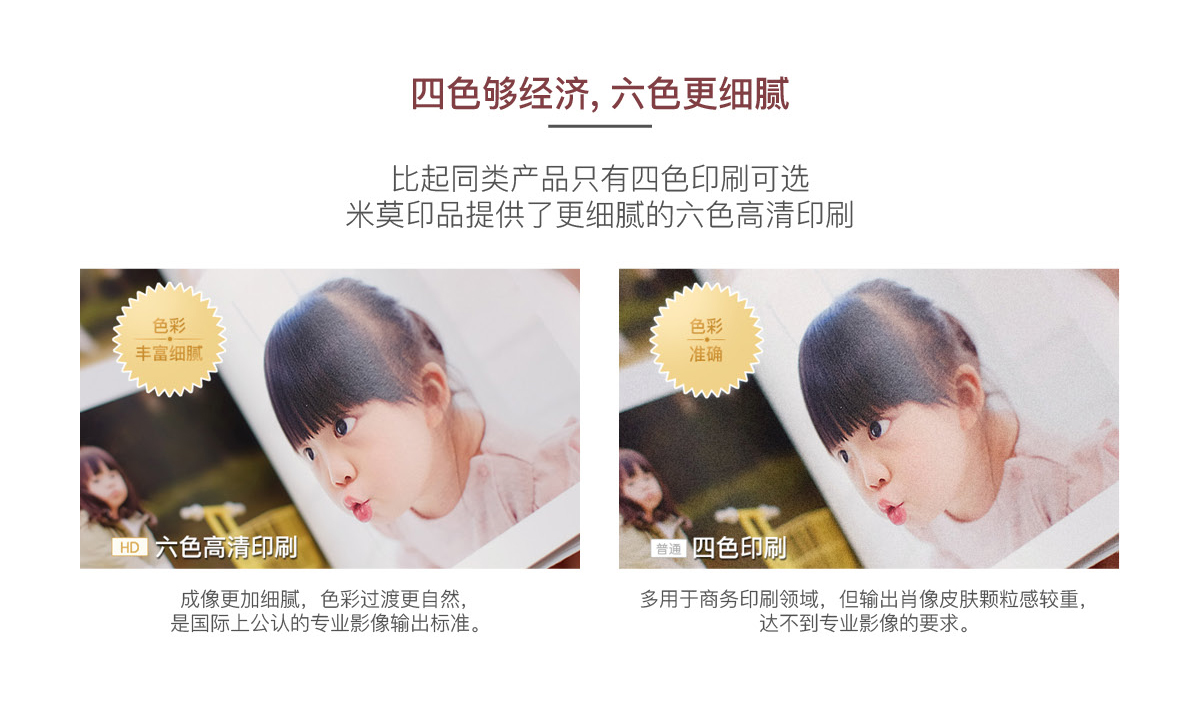 四色够经济, 六色更细腻
比起同类产品只有四色印刷可选
米莫印品提供了更细腻的六色高清印刷
色彩
丰富细腻
HD 六色高清印刷
成像更加细腻，色彩过渡更自然，
是国际上公认的专业影像输出标准。
色彩
准确
普通 四色印刷
多用于商务印刷领域，但输出肖像皮肤颗粒感较重，
达不到专业影像的要求。